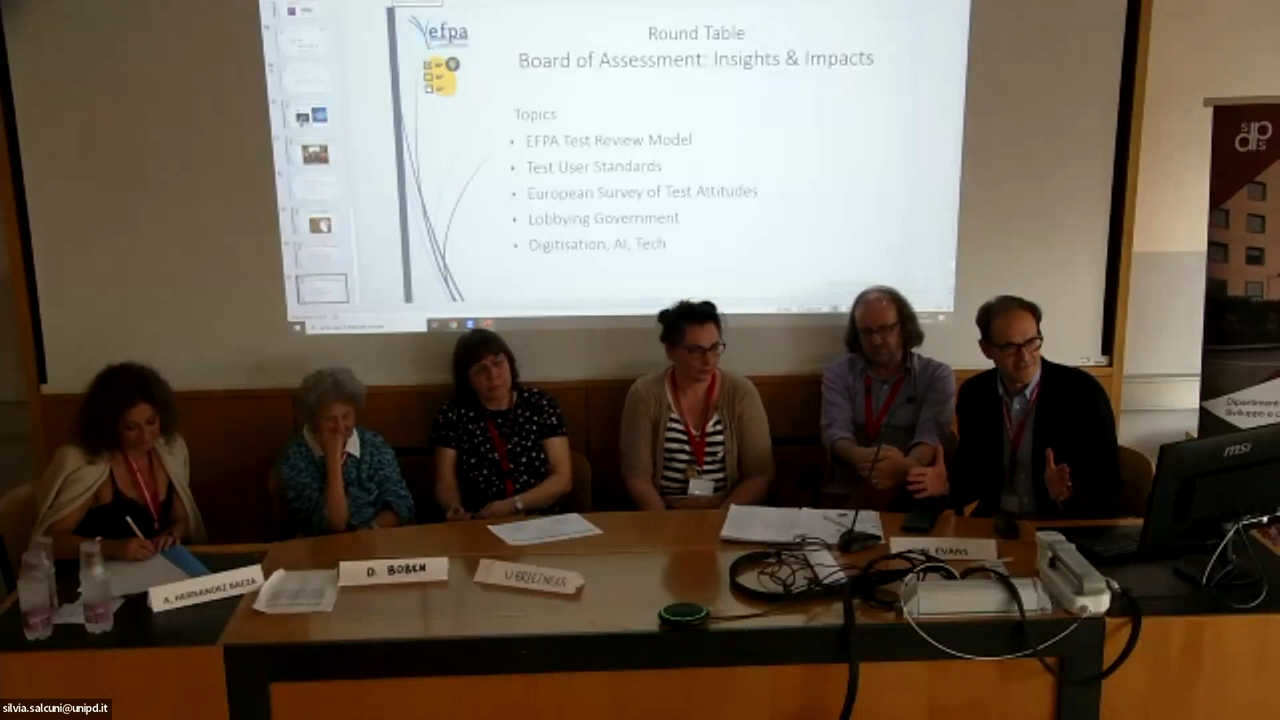 efpa
Round Table
Board of Assessment: Insights & Impacts
Topics
• EFPA Test Review Model
• Test User Standards
• European Survey of Test Attitudes
• Lobbying Government
• Digitisation, AI, Tech
msi
A. HERNANDEZ BAEZA
D. BOBEN
EVANS
silvia.salcuni@unipd.it